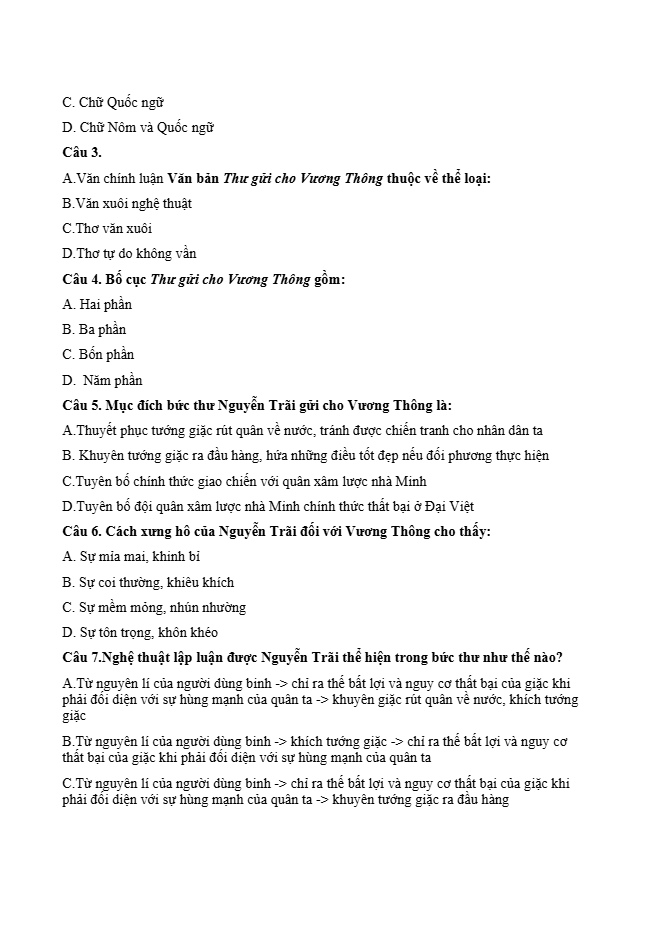 C. Chữ Quốc ngữ
D. Chữ Nôm và Quốc ngữ
Câu 3.
A.Văn chính luận Văn bản Thư gửi cho Vương Thông thuộc về thể loại:
B.Văn xuôi nghệ thuật
C.Thơ văn xuôi
D.Thơ tự do không vần
Câu 4. Bố cục Thư gửi cho Vương Thông gồm:
A. Hai phần
B. Ba phần
C. Bốn phần
D.  Năm phần
Câu 5. Mục đích bức thư Nguyễn Trãi gửi cho Vương Thông là:
A.Thuyết phục tướng giặc rút quân về nước, tránh được chiến tranh cho nhân dân ta
B. Khuyên tướng giặc ra đầu hàng, hứa những điều tốt đẹp nếu đối phương thực hiện
C.Tuyên bố chính thức giao chiến với quân xâm lược nhà Minh
D.Tuyên bố đội quân xâm lược nhà Minh chính thức thất bại ở Đại Việt
Câu 6. Cách xưng hô của Nguyễn Trãi đối với Vương Thông cho thấy:
A. Sự mỉa mai, khinh bỉ
B. Sự coi thường, khiêu khích
C. Sự mềm mỏng, nhún nhường
D. Sự tôn trọng, khôn khéo
Câu 7.Nghệ thuật lập luận được Nguyễn Trãi thể hiện trong bức thư như thế nào?
A.Từ nguyên lí của người dùng binh -> chỉ ra thế bất lợi và nguy cơ thất bại của giặc khi
phải đối diện với sự hùng mạnh của quân ta -> khuyên giặc rút quân về nước, khích tướng
giặc
B.Từ nguyên lí của người dùng binh -> khích tướng giặc -> chỉ ra thế bất lợi và nguy cơ
thất bại của giặc khi phải đối diện với sự hùng mạnh của quân ta
C.Từ nguyên lí của người dùng binh -> chỉ ra thế bất lợi và nguy cơ thất bại của giặc khi
phải đối diện với sự hùng mạnh của quân ta -> khuyên tướng giặc ra đầu hàng